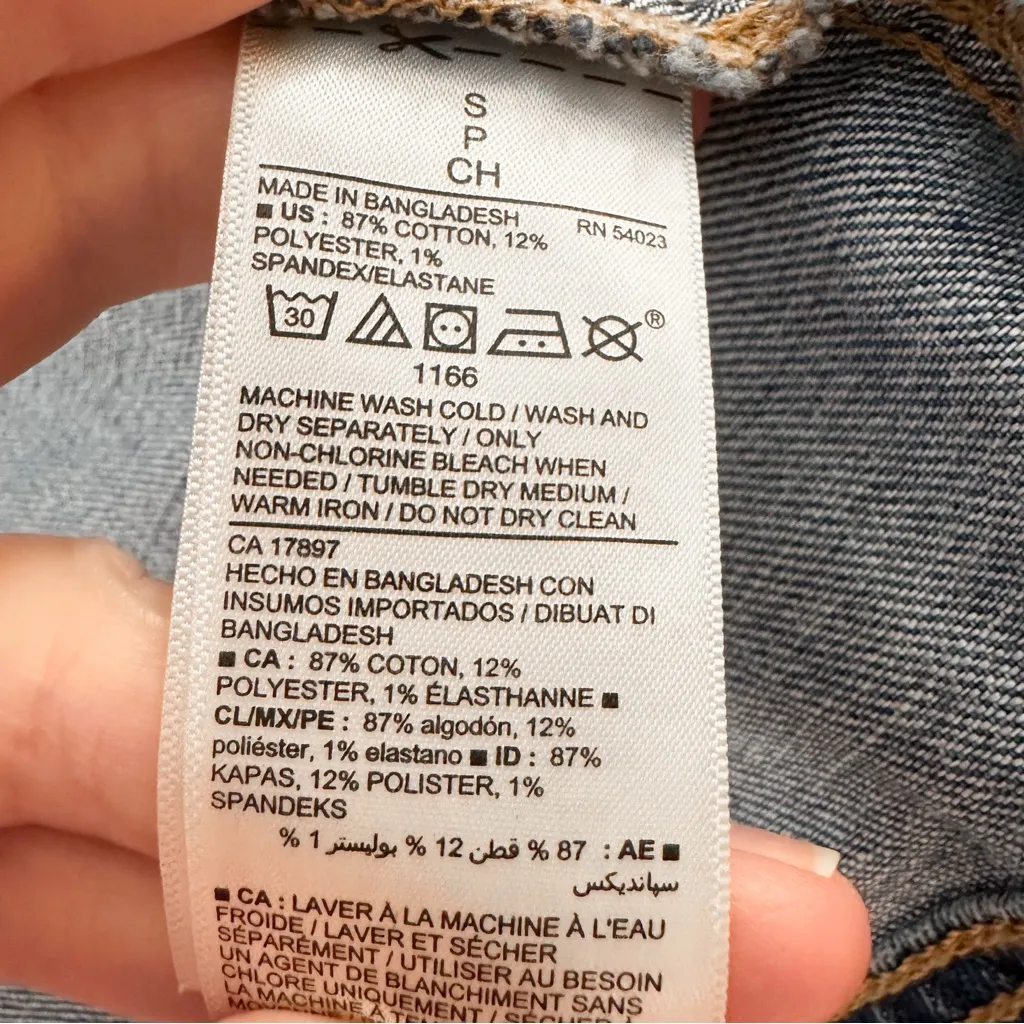 S
P
CH
MADE IN BANGLADESH RN 54023
■ US : 87% COTTON, 12%
POLYESTER, 1%
SPANDEX/ELASTANE
30 ®
1166
MACHINE WASH COLD / WASH AND
DRY SEPARATELY / ONLY
NON-CHLORINE BLEACH WHEN
NEEDED / TUMBLE DRY MEDIUM /
WARM IRON / DO NOT DRY CLEAN
CA 17897
HECHO EN BANGLADESH CON
INSUMOS IMPORTADOS / DIBUAT DI
BANGLADESH
■ CA : 87% COTON, 12%
POLYESTER, 1% ÉLASTHANNE ■
CL/MX/PE : 87% algodón, 12%
poliéster, 1% elastano ■ ID : 87%
KAPAS, 12% POLISTER, 1%
SPANDEKS
■ AE : 87 % قطن 12 % بوليستر 1 %
سباندیکس
■ CA : LAVER À LA MACHINE À L'EAU
FROIDE / LAVER ET SÉCHER
SÉPARÉMENT / UTILISER AU BESOIN
UN AGENT DE BLANCHIMENT SANS
CHLORE UNIQUEMENT / SÉCHER À
LA MACHINE À